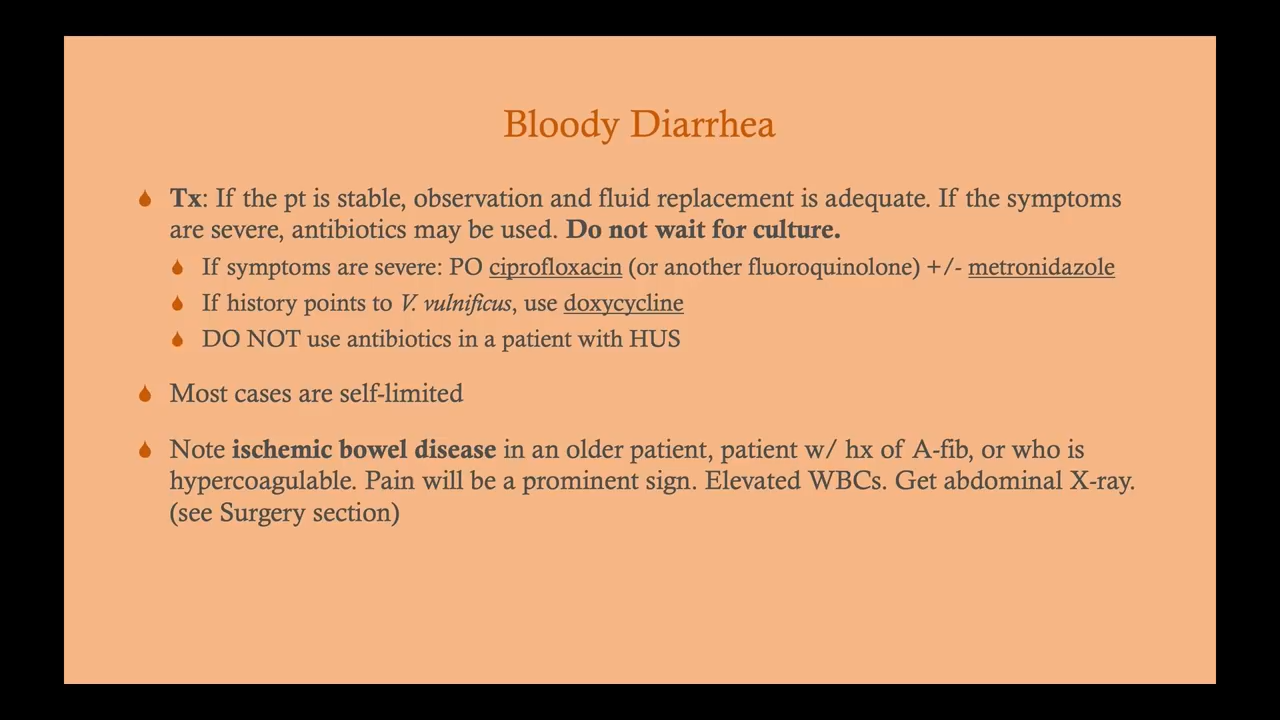 Bloody Diarrhea
Tx: If the pt is stable, observation and fluid replacement is adequate. If the symptoms
are severe, antibiotics may be used. Do not wait for culture.
If symptoms are severe: PO ciprofloxacin (or another fluoroquinolone) +/- metronidazole
If history points to V. vulnificus, use doxycycline
DO NOT use antibiotics in a patient with HUS
Most cases are self-limited
Note ischemic bowel disease in an older patient, patient w/ hx of A-fib, or who is
hypercoagulable. Pain will be a prominent sign. Elevated WBCs. Get abdominal X-ray.
(see Surgery section)